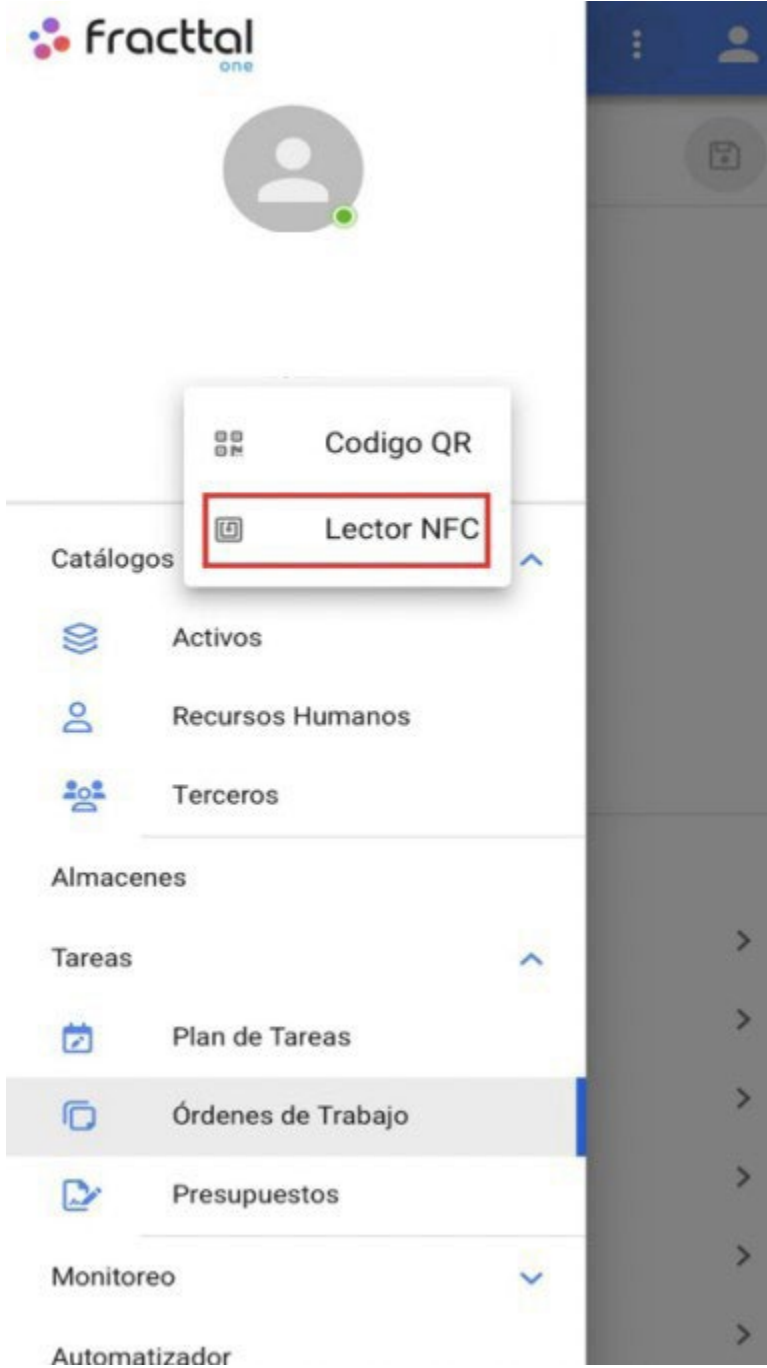 fracttal
one
Codigo QR
Lector NFC
Catálogos
Activos
Recursos Humanos
Terceros
Almacenes
Tareas
Plan de Tareas
Órdenes de Trabajo
Presupuestos
Monitoreo
Automatizador